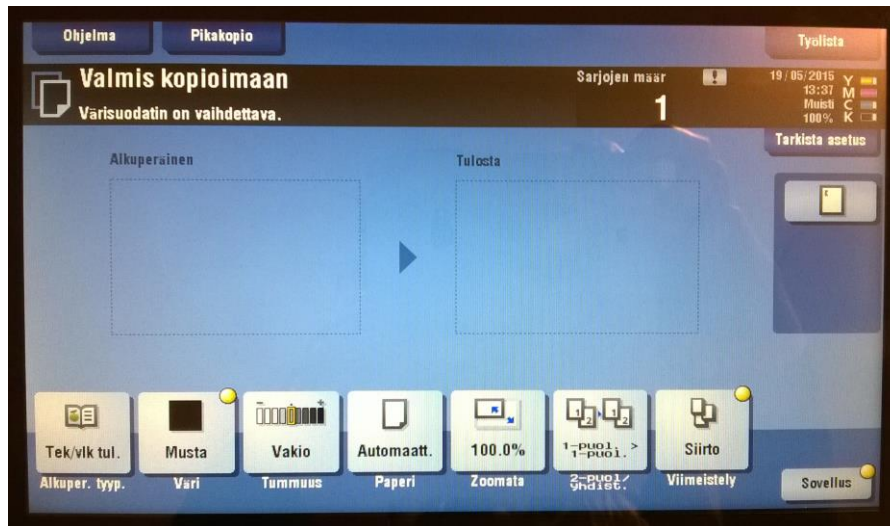 Ohjelma
Pikakopio
Työlista
Valmis kopioimaan
Värisuodatin on vaihdettava.
Sarjojen määr
1
19/05/2015
13:37
Muisti
100%
Y
M
C
K
Tarkista asetus
Alkuperäinen
Tulosta
Tek/vlk tul.
Musta
Vakio
Automaatt.
100.0%
1-puol. >
1-puol.
Siirto
Alkuper. tyyp.
Väri
Tummuus
Paperi
Zoomata
2-puol/
yhdist.
Viimeistely
Sovellus